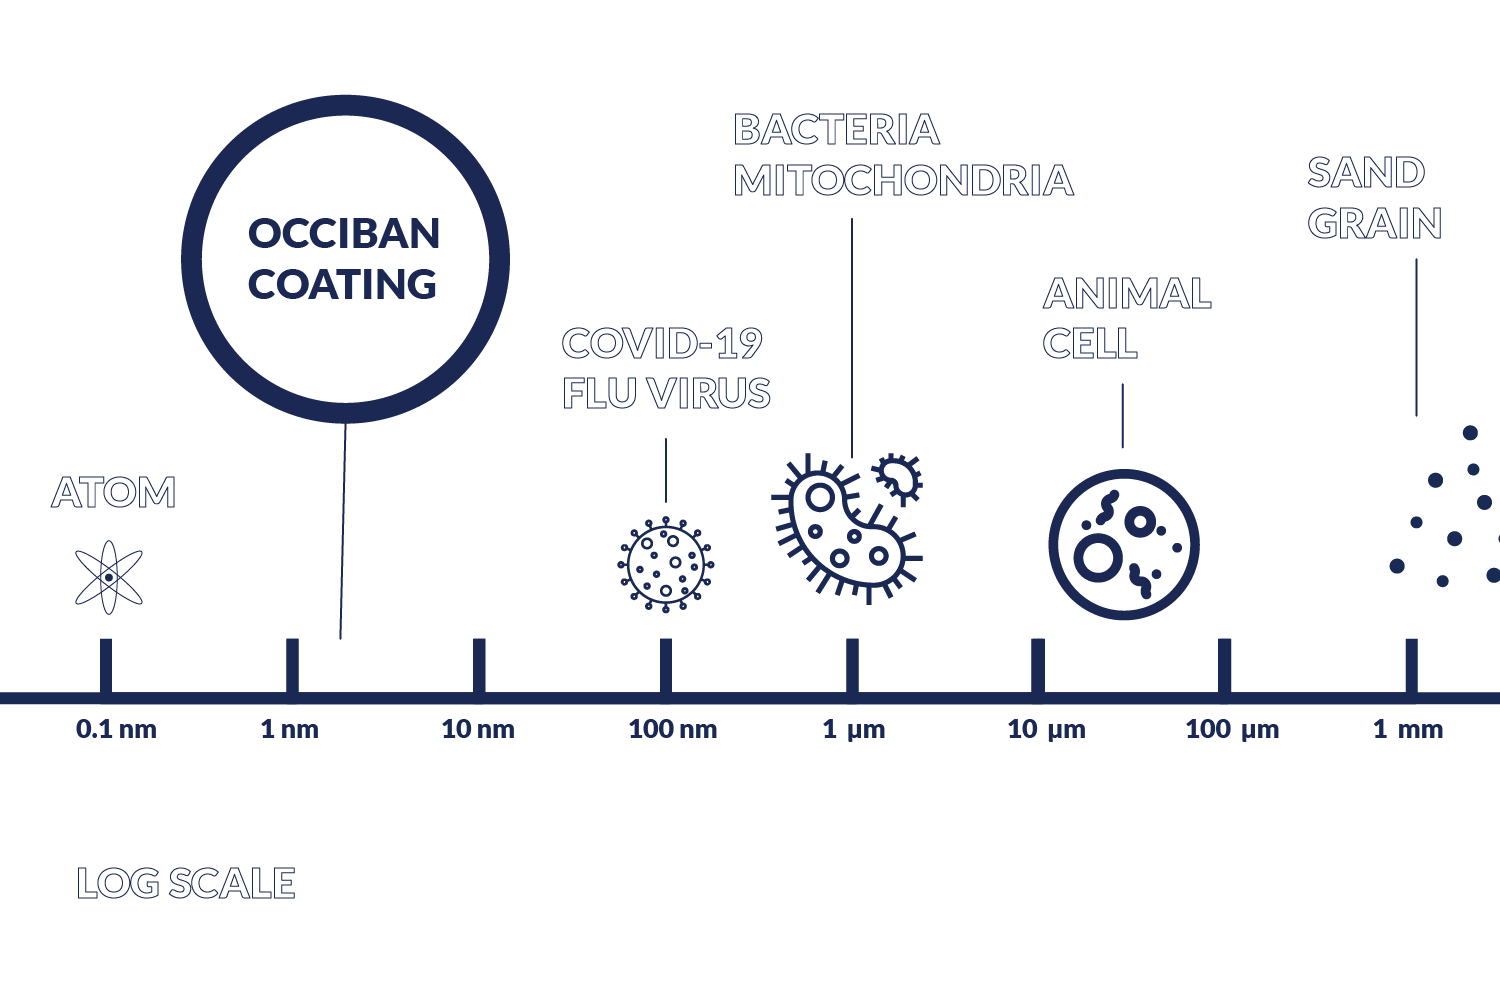 BACTERIA
MITOCHONDRIA
SAND
GRAIN
OCCIBAN
COATING
ANIMAL
CELL
COVID-19
FLU VIRUS
ATOM
0.1 nm
1 nm
10 nm
100 nm
1 µm
10 µm
100 µm
1 mm
LOG SCALE